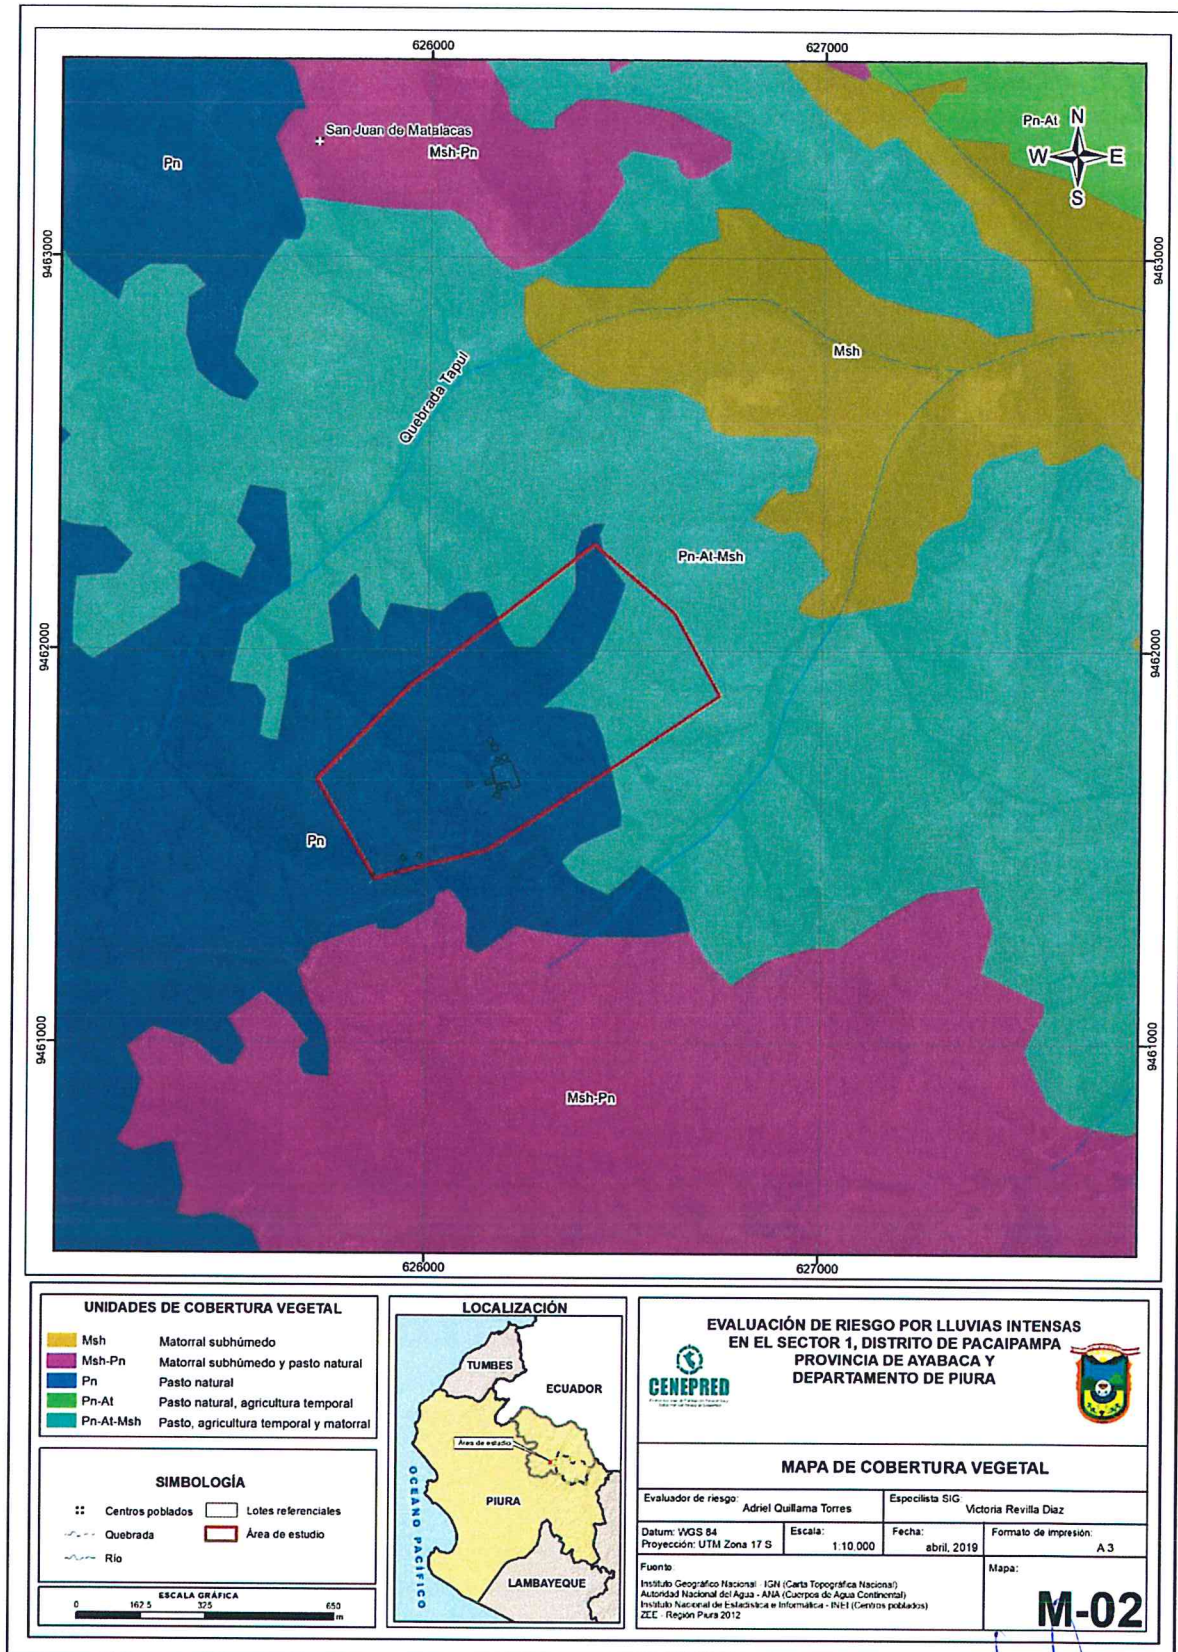 626000
627000
San Juan de Matalacas
Msh-Pn
Pn
Pn-At
N
W
E
S
9463000
9463000
Msh
Quebrada Tapul
Pn-At-Msh
9462000
9462000
Pn
9461000
9461000
Msh-Pn
626000
627000
UNIDADES DE COBERTURA VEGETAL
Msh Matorral subhúmedo
Msh-Pn Matorral subhúmedo y pasto natural
Pn Pasto natural
Pn-At Pasto natural, agricultura temporal
Pn-At-Msh Pasto, agricultura temporal y matorral
SIMBOLOGÍA
Centros poblados
Lotes referenciales
Quebrada
Área de estudio
Río
ESCALA GRÁFICA
0 162.5 325 650
m
LOCALIZACIÓN
TUMBES
ECUADOR
Área de estudio
PIURA
OCEANO PACÍFICO
LAMBAYEQUE
EVALUACIÓN DE RIESGO POR LLUVIAS INTENSAS
EN EL SECTOR 1, DISTRITO DE PACAIPAMPA
PROVINCIA DE AYABACA Y
DEPARTAMENTO DE PIURA
CENEPRED
MAPA DE COBERTURA VEGETAL
Evaluador de riesgo:
Adriel Quillama Torres
Especilista SIG:
Victoria Revilla Diaz
Datum: WGS 84
Proyección: UTM Zona 17 S
Escala:
1:10,000
Fecha:
abril, 2019
Formato de impresión:
A 3
Fuente:
Instituto Geográfico Nacional - IGN (Carta Topográfica Nacional)
Autoridad Nacional del Agua - ANA (Cuerpos de Agua Continental)
Instituto Nacional de Estadística e Informática - INEI (Centros poblados)
ZEE - Región Piura 2012
Mapa:
M-02